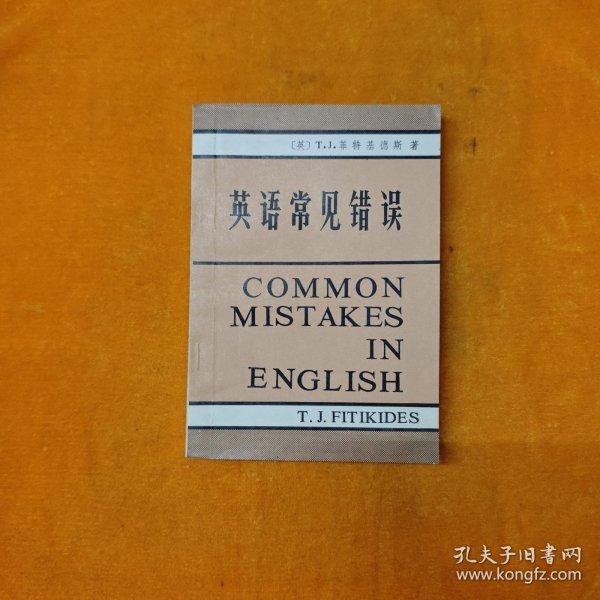 〔英〕T.J.菲特基德斯 著
英语常见错误
COMMON
MISTAKES
IN
ENGLISH
T. J. FITIKIDES
孔夫子旧书网
www.kongfz.com